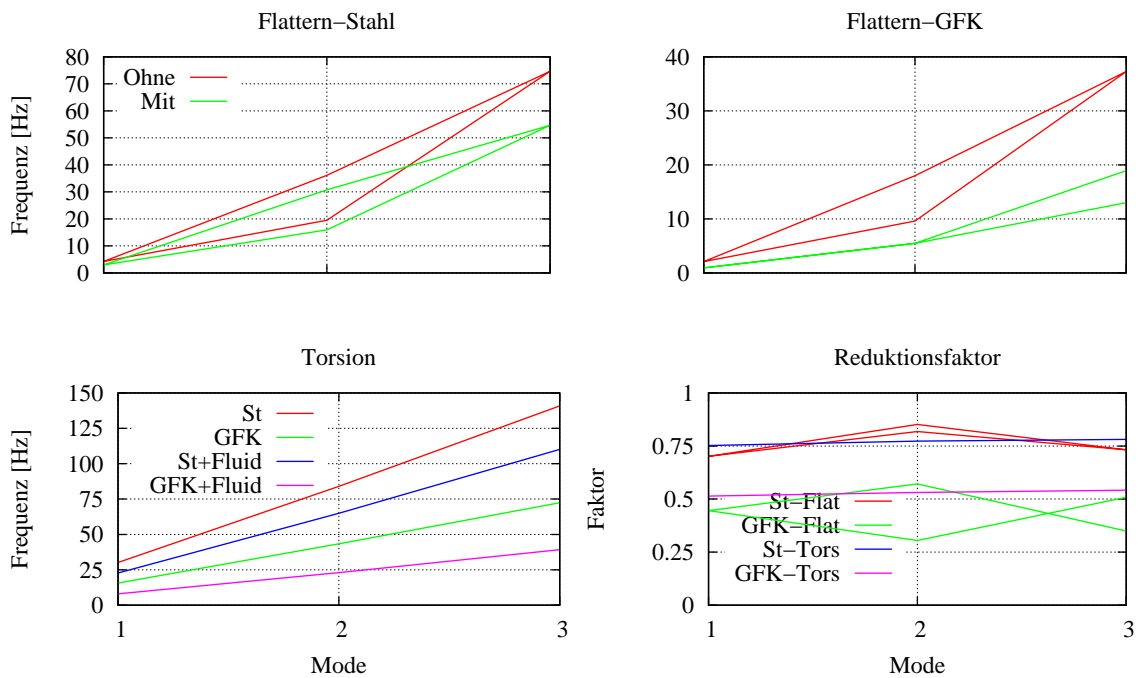 Flattern−Stahl
80
70
60
50
40
30
20
10
0
Frequenz [Hz]
Ohne
Mit
Flattern−GFK
40
30
20
10
0
Torsion
150
125
100
75
50
25
0
Frequenz [Hz]
St
GFK
St+Fluid
GFK+Fluid
1 2 3
Mode
Reduktionsfaktor
1
0.75
0.5
0.25
0
Faktor
St−Flat
GFK−Flat
St−Tors
GFK−Tors
1 2 3
Mode